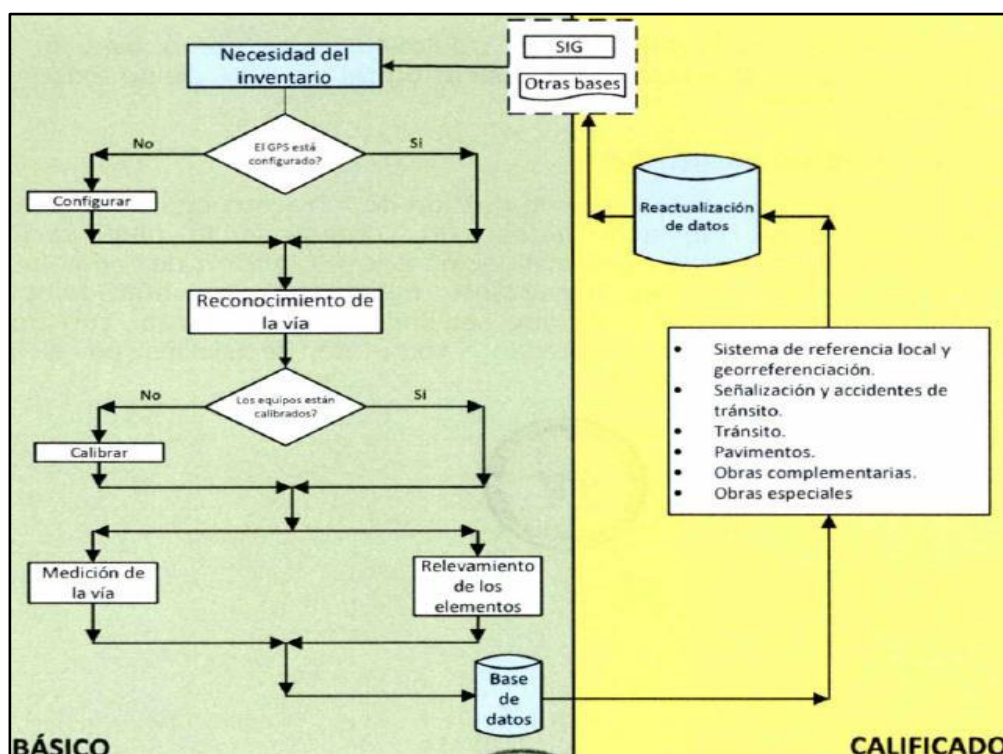 Necesidad del
inventario
SIG
Otras bases
El GPS está
configurado?
No
Si
Configurar
Reactualización
de datos
Reconocimiento de
la vía
Los equipos están
calibrados?
No
Si
Calibrar
• Sistema de referencia local y
georreferenciación.
• Señalización y accidentes de
tránsito.
• Tránsito.
• Pavimentos.
• Obras complementarias.
• Obras especiales
Medición de
la vía
Relevamiento
de los
elementos
Base
de
datos
BÁSICO
CALIFICADO